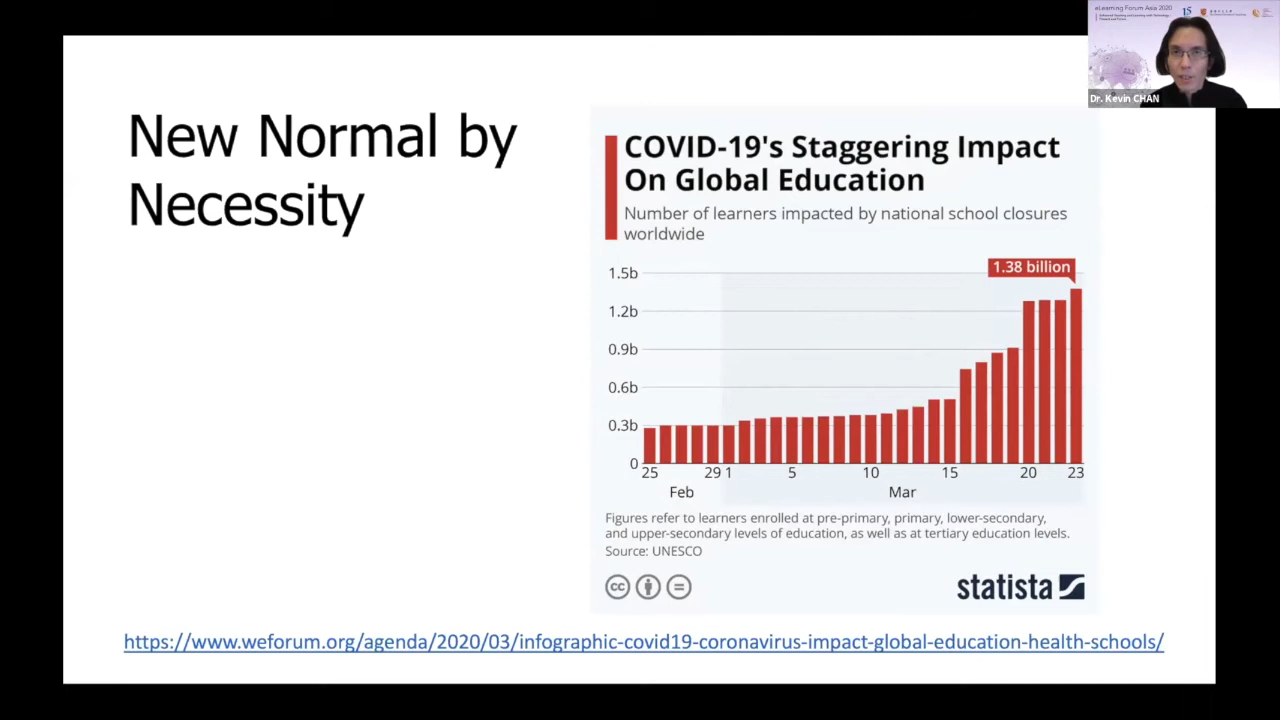 eLearning Forum Asia 2020
Dr. Kevin CHAN
New Normal by
Necessity
COVID-19's Staggering Impact
On Global Education
Number of learners impacted by national school closures
worldwide
1.38 billion
1.5b
1.2b
0.9b
0.6b
0.3b
0
25 29 1 5 10 15 20 23
Feb Mar
Figures refer to learners enrolled at pre-primary, primary, lower-secondary,
and upper-secondary levels of education, as well as at tertiary education levels.
Source: UNESCO
cc
statista
https://www.weforum.org/agenda/2020/03/infographic-covid19-coronavirus-impact-global-education-health-schools/